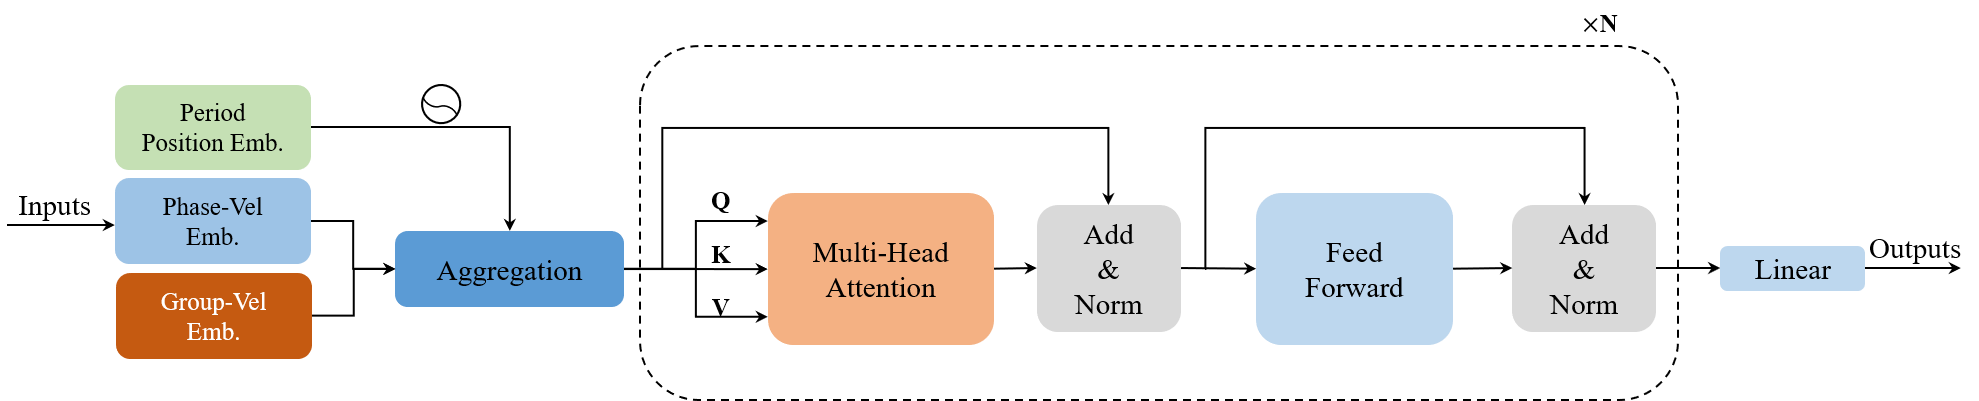 ×N
Period
Position Emb.
Inputs
Phase-Vel
Emb.
Group-Vel
Emb.
Aggregation
Q
K
V
Multi-Head
Attention
Add
&
Norm
Feed
Forward
Add
&
Norm
Linear
Outputs